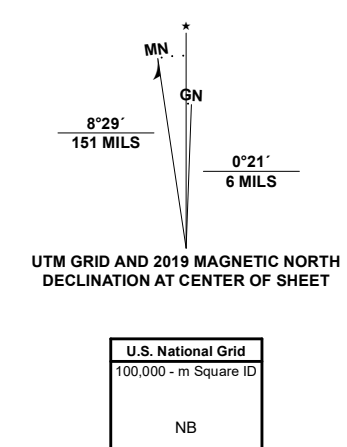 ★
MN
GN
8°29´
151 MILS
0°21´
6 MILS
UTM GRID AND 2019 MAGNETIC NORTH
DECLINATION AT CENTER OF SHEET
U.S. National Grid
100,000 - m Square ID
NB